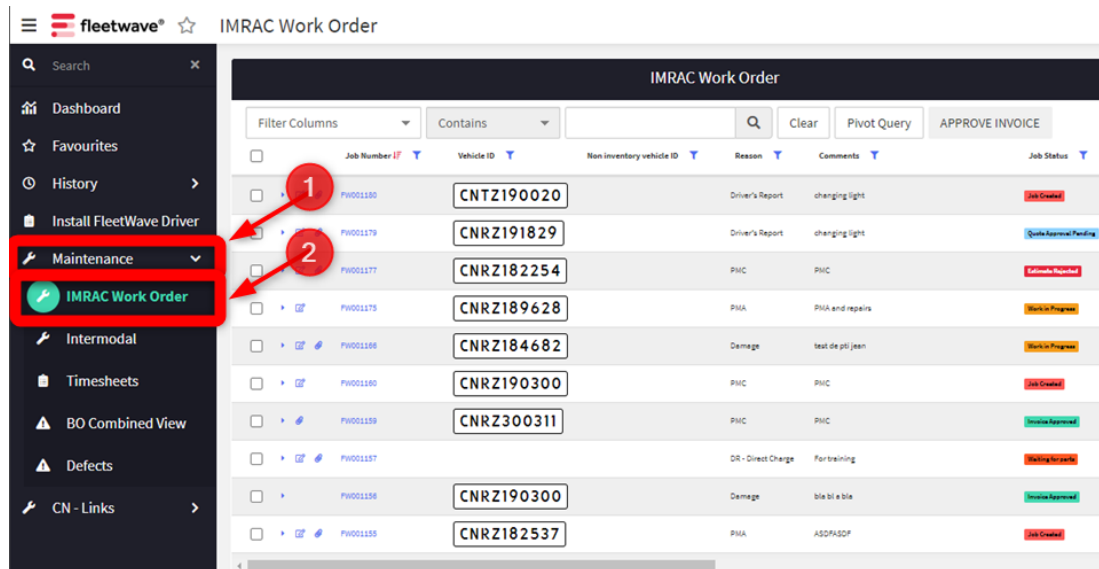 fleetwave® IMRAC Work Order
Search ×
IMRAC Work Order
Dashboard
Filter Columns Contains Clear Pivot Query APPROVE INVOICE
Favourites
Job Number Vehicle ID Non inventory vehicle ID Reason Comments Job Status
History
1
FW001180 CNTZ190020 Driver's Report changing light Job Created
Install FleetWave Driver
FW001179 CNRZ191829 Driver's Report changing light Quote Approval Pending
Maintenance
2
FW001177 CNRZ182254 PMC PMC Estimate Rejected
IMRAC Work Order
FW001175 CNRZ189628 PMA PMA and repairs Work in Progress
Intermodal
FW001166 CNRZ184682 Damage test de pti jean Work in Progress
Timesheets
FW001160 CNRZ190300 PMC PMC Job Created
BO Combined View
FW001159 CNRZ300311 PMC PMC Invoice Approved
Defects
FW001157 DR - Direct Charge For training Waiting for parts
CN - Links
FW001156 CNRZ190300 Damage bla bl a bla Invoice Approved
FW001155 CNRZ182537 PMA ASDFASDF Job Created